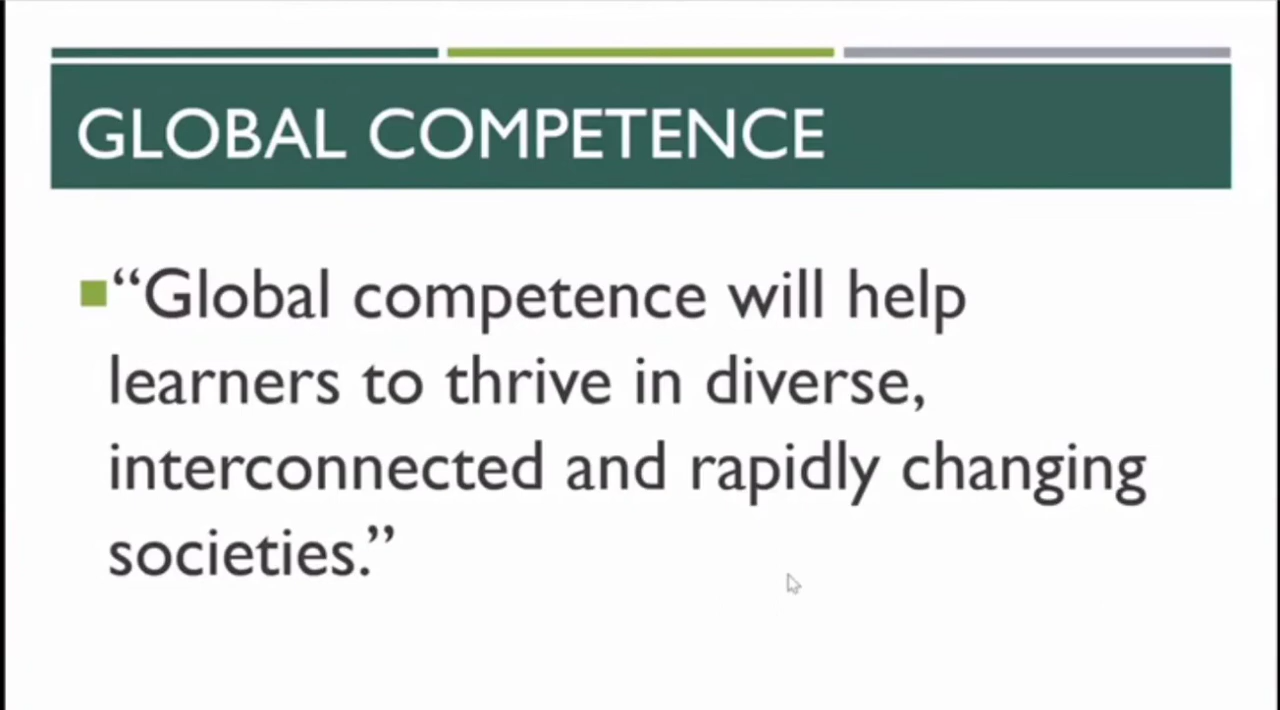 GLOBAL COMPETENCE
“Global competence will help
learners to thrive in diverse,
interconnected and rapidly changing
societies.”